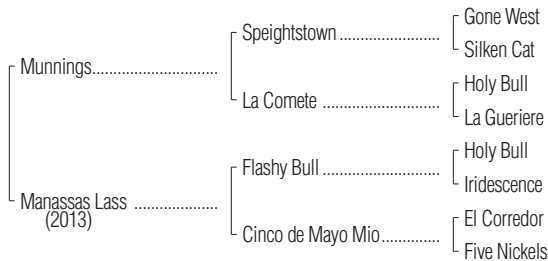 Gone West
Speightstown ........................
Silken Cat
Munnings.............................
Holy Bull
La Comete ...........................
La Gueriere
Holy Bull
Flashy Bull ...........................
Iridescence
Manassas Lass ...................
(2013)
El Corredor
Cinco de Mayo Mio..............
Five Nickels